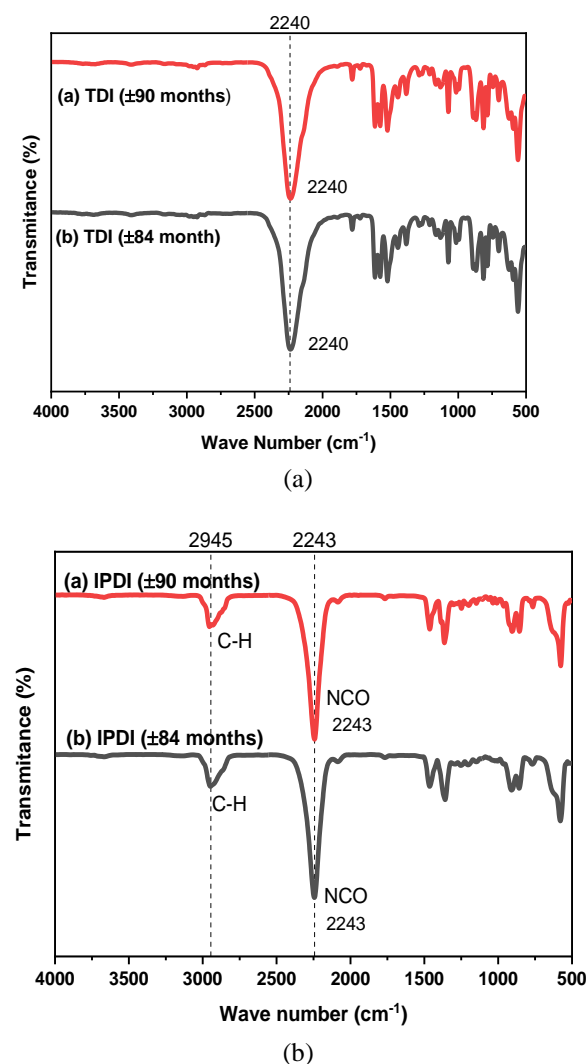 2240
(a) TDI (±90 months)
2240
(b) TDI (±84 month)
2240
Transmitance (%)
4000 3500 3000 2500 2000 1500 1000 500
Wave Number (cm⁻¹)
(a)
2945 2243
(a) IPDI (±90 months)
C-H
NCO
2243
(b) IPDI (±84 months)
C-H
NCO
2243
Transmitance (%)
4000 3500 3000 2500 2000 1500 1000 500
Wave number (cm⁻¹)
(b)